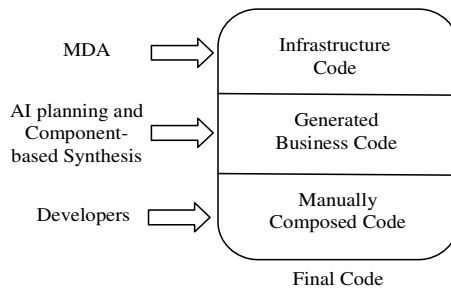 MDA
Infrastructure
Code
AI planning and
Component-
based Synthesis
Generated
Business Code
Developers
Manually
Composed Code
Final Code